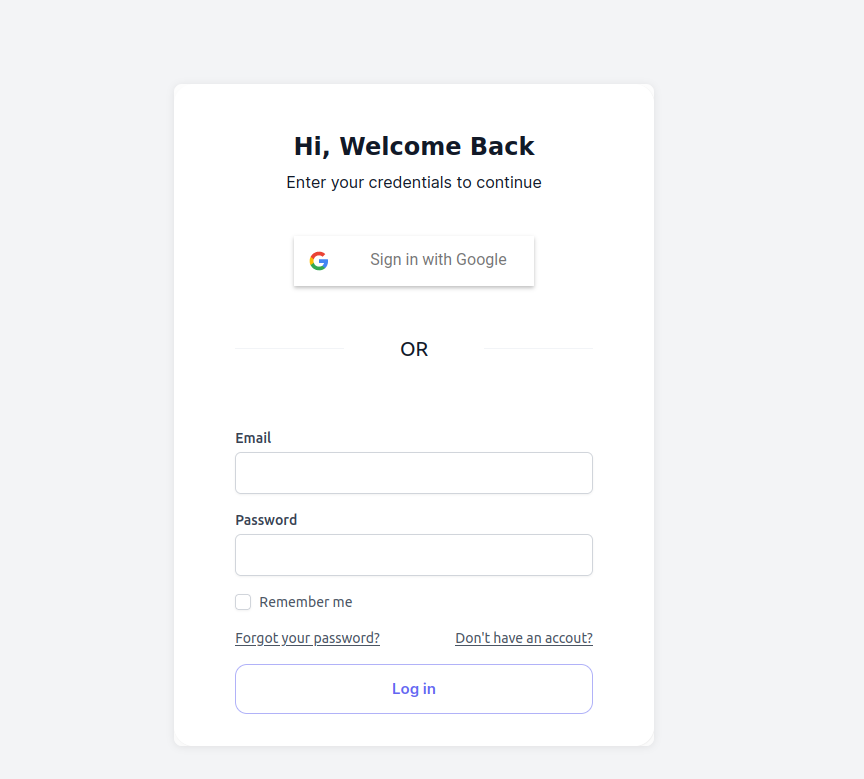 Hi, Welcome Back
Enter your credentials to continue
Sign in with Google
OR
Email
Password
Remember me
Forgot your password? Don't have an accout?
Log in